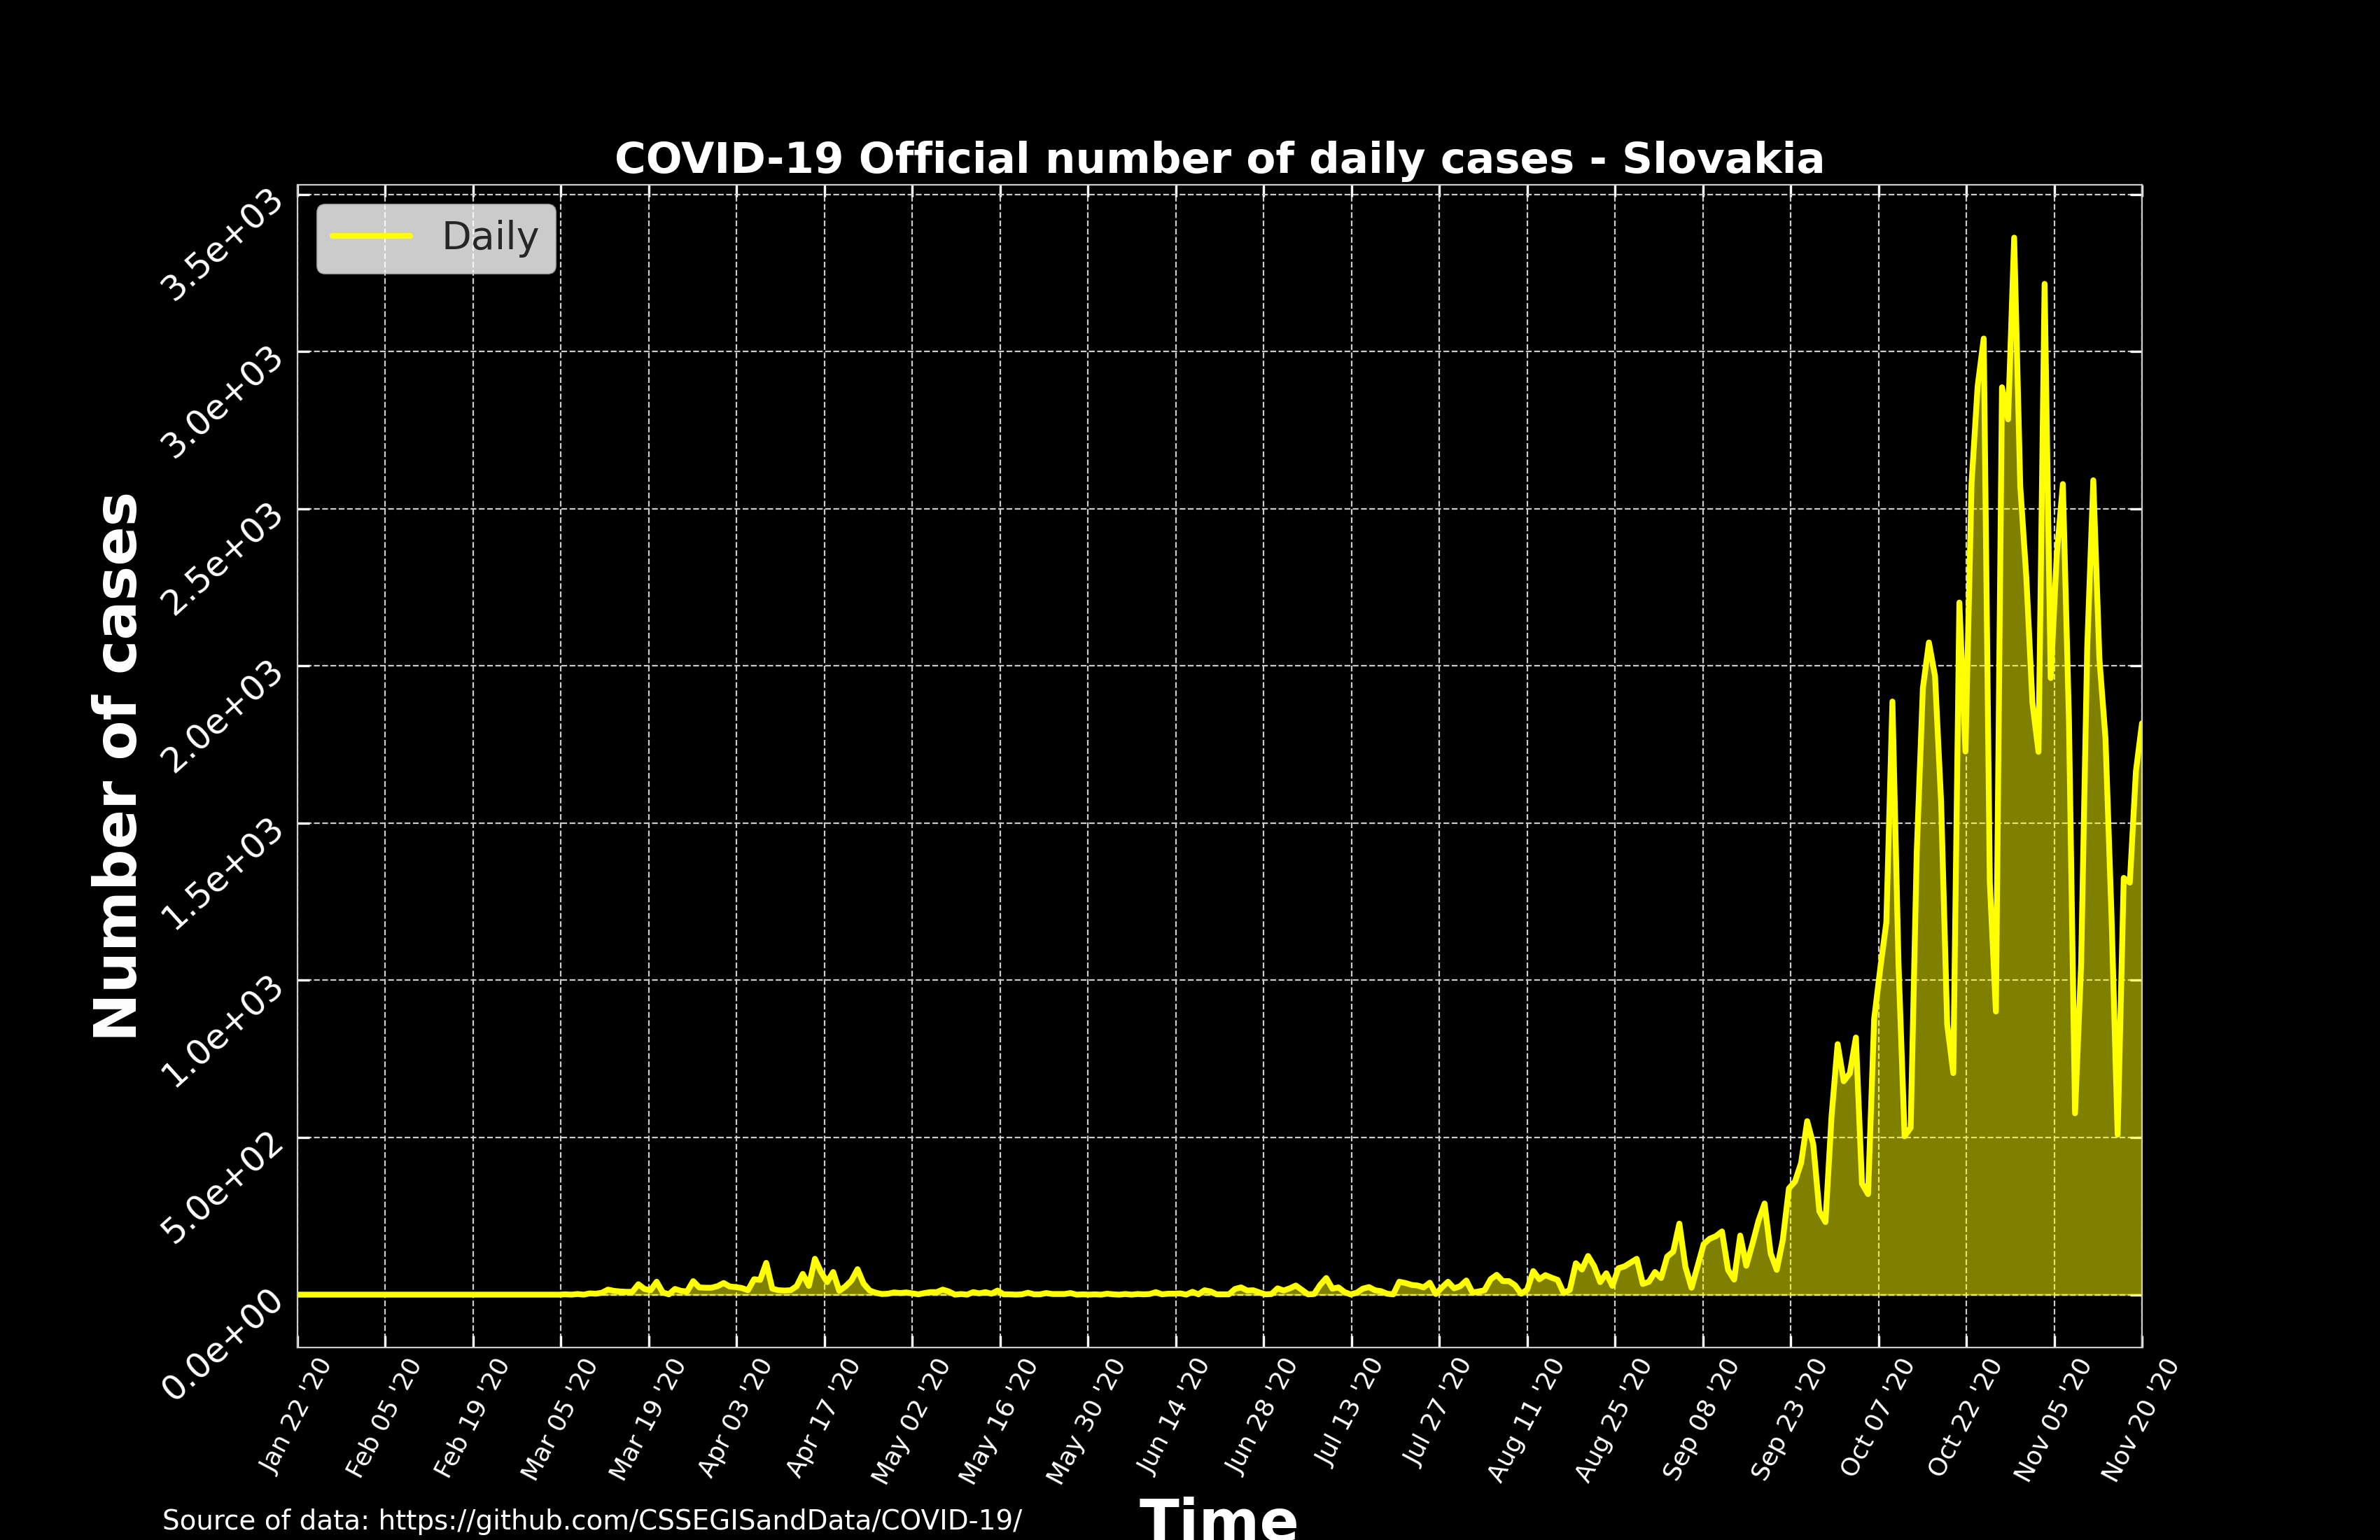 COVID-19 Official number of daily cases - Slovakia
Daily
Number of cases
3.5e+03
3.0e+03
2.5e+03
2.0e+03
1.5e+03
1.0e+03
5.0e+02
0.0e+00
Jan 22 '20
Feb 05 '20
Feb 19 '20
Mar 05 '20
Mar 19 '20
Apr 03 '20
Apr 17 '20
May 02 '20
May 16 '20
May 30 '20
Jun 14 '20
Jun 28 '20
Jul 13 '20
Jul 27 '20
Aug 11 '20
Aug 25 '20
Sep 08 '20
Sep 23 '20
Oct 07 '20
Oct 22 '20
Nov 05 '20
Nov 20 '20
Time
Source of data: https://github.com/CSSEGISandData/COVID-19/